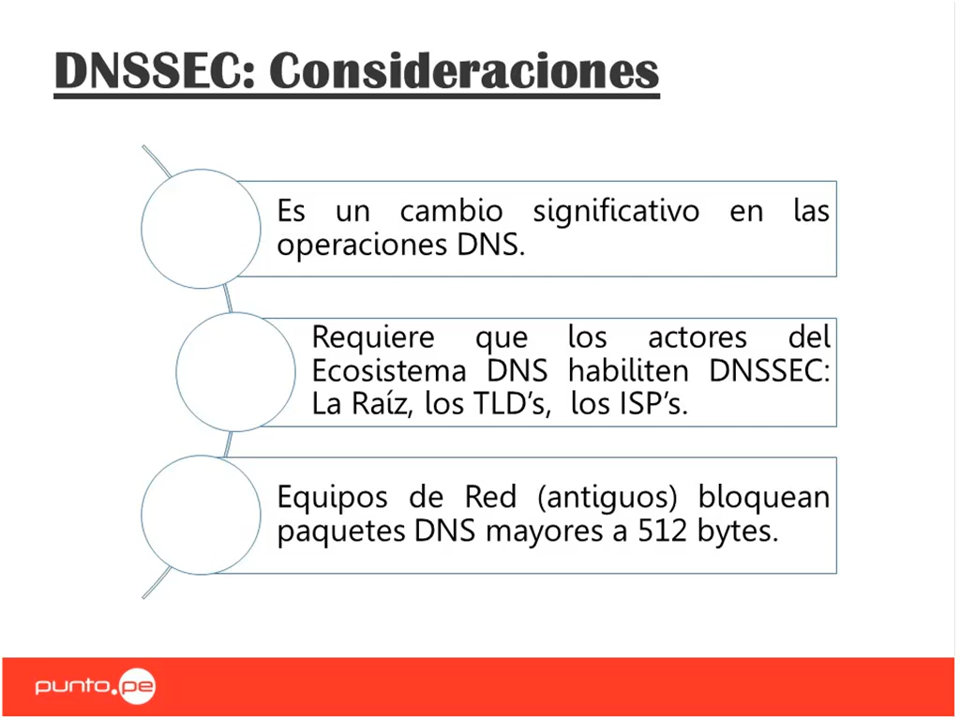 DNSSEC: Consideraciones
Es un cambio significativo en las
operaciones DNS.
Requiere que los actores del
Ecosistema DNS habiliten DNSSEC:
La Raíz, los TLD’s, los ISP’s.
Equipos de Red (antiguos) bloquean
paquetes DNS mayores a 512 bytes.
punto.pe